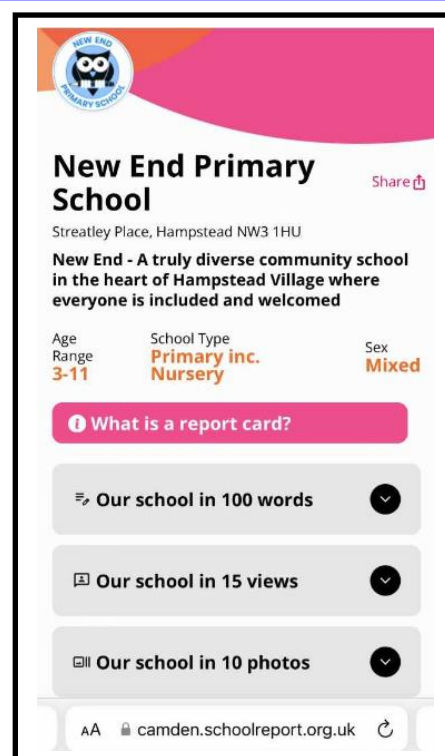 NEW END
PRIMARY SCHOOL
New End Primary
School
Share
Streatley Place, Hampstead NW3 1HU
New End - A truly diverse community school
in the heart of Hampstead Village where
everyone is included and welcomed
Age
Range
3-11
School Type
Primary inc.
Nursery
Sex
Mixed
i What is a report card?
Our school in 100 words
Our school in 15 views
Our school in 10 photos
AA camden.schoolreport.org.uk